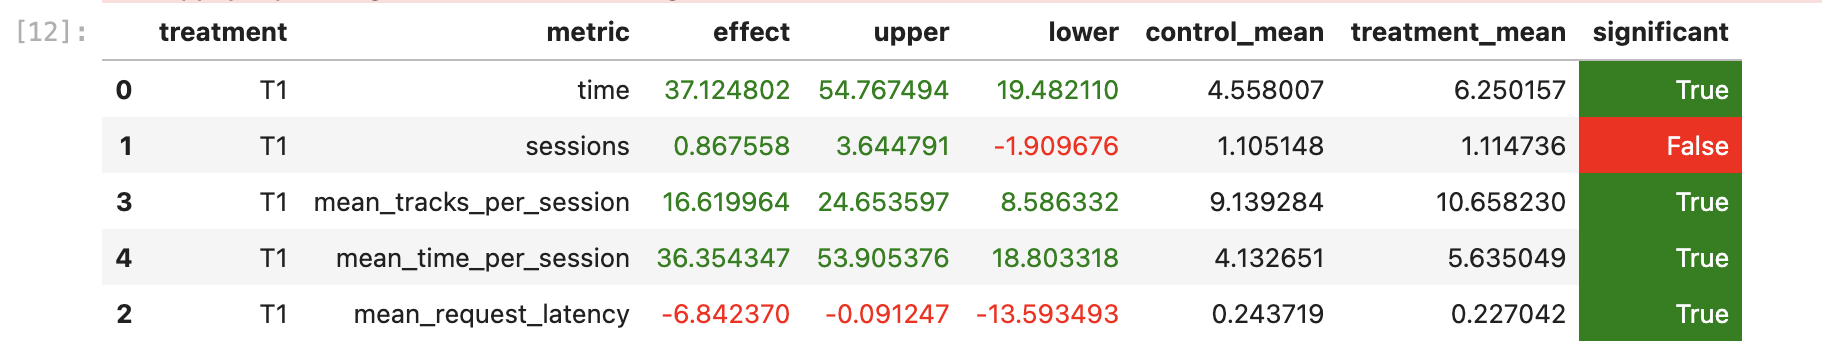 [12]: treatment metric effect upper lower control_mean treatment_mean significant
0 T1 time 37.124802 54.767494 19.482110 4.558007 6.250157 True
1 T1 sessions 0.867558 3.644791 -1.909676 1.105148 1.114736 False
3 T1 mean_tracks_per_session 16.619964 24.653597 8.586332 9.139284 10.658230 True
4 T1 mean_time_per_session 36.354347 53.905376 18.803318 4.132651 5.635049 True
2 T1 mean_request_latency -6.842370 -0.091247 -13.593493 0.243719 0.227042 True